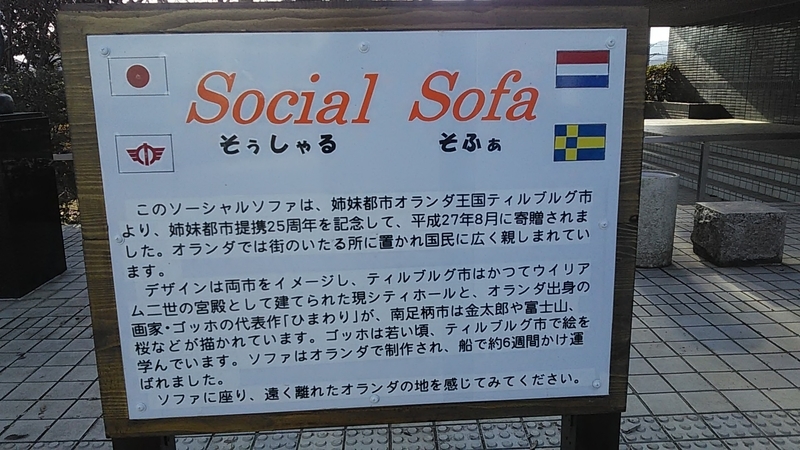 Social Sofa
そぅしゃる そふぁ
このソーシャルソファは、姉妹都市オランダ王国ティルブルグ市
より、姉妹都市提携25周年を記念して、平成27年8月に寄贈されま
した。オランダでは街のいたる所に置かれ国民に広く親しまれてい
ます。
デザインは両市をイメージし、ティルブルグ市はかつてウイリア
ム二世の宮殿として建てられた現シティホールと、オランダ出身の
画家・ゴッホの代表作「ひまわり」が、南足柄市は金太郎や富士山、
桜などが描かれています。ゴッホは若い頃、ティルブルグ市で絵を
学んでいます。ソファはオランダで制作され、船で約6週間かけ運
ばれました。
ソファに座り、遠く離れたオランダの地を感じてみてください。